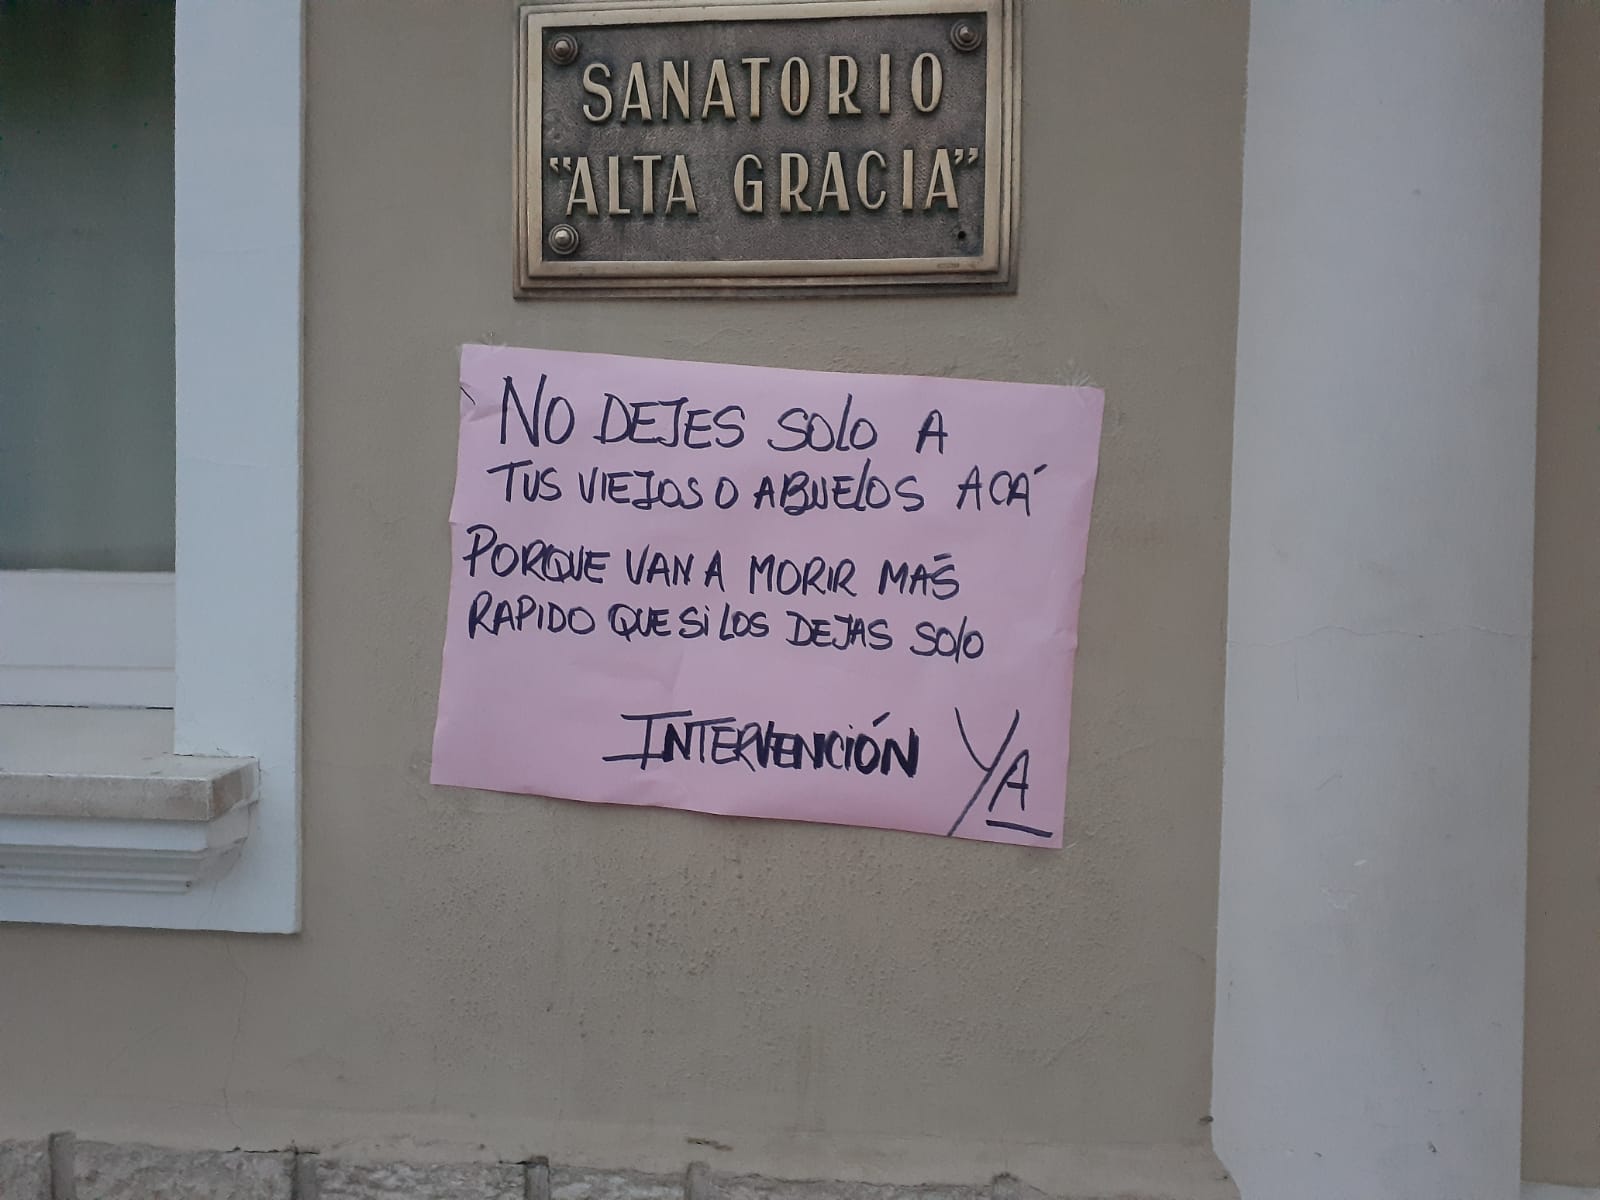 SANATORIO
"ALTA GRACIA"
NO DEJES SOLO A
TUS VIEJOS O ABUELOS ACÁ
PORQUE VAN A MORIR MÁS
RAPIDO QUE SI LOS DEJAS SOLO
INTERVENCIÓN YA